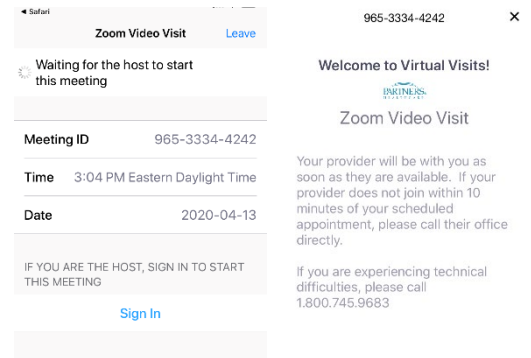 ◂ Safari
Zoom Video Visit
Leave
Waiting for the host to start
this meeting
Meeting ID 965-3334-4242
Time 3:04 PM Eastern Daylight Time
Date 2020-04-13
IF YOU ARE THE HOST, SIGN IN TO START
THIS MEETING
Sign In
965-3334-4242
Welcome to Virtual Visits!
PARTNERS.
Zoom Video Visit
Your provider will be with you as
soon as they are available. If your
provider does not join within 10
minutes of your scheduled
appointment, please call their office
directly.
If you are experiencing technical
difficulties, please call
1.800.745.9683